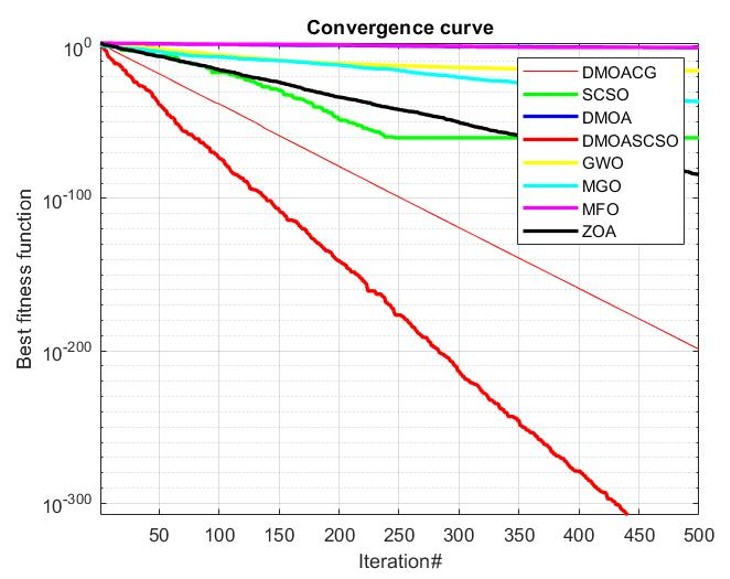 Convergence curve
10^0
10^-100
10^-200
10^-300
Best fitness function
50 100 150 200 250 300 350 400 450 500
Iteration#
DMOACG
SCSO
DMOA
DMOASCSO
GWO
MGO
MFO
ZOA